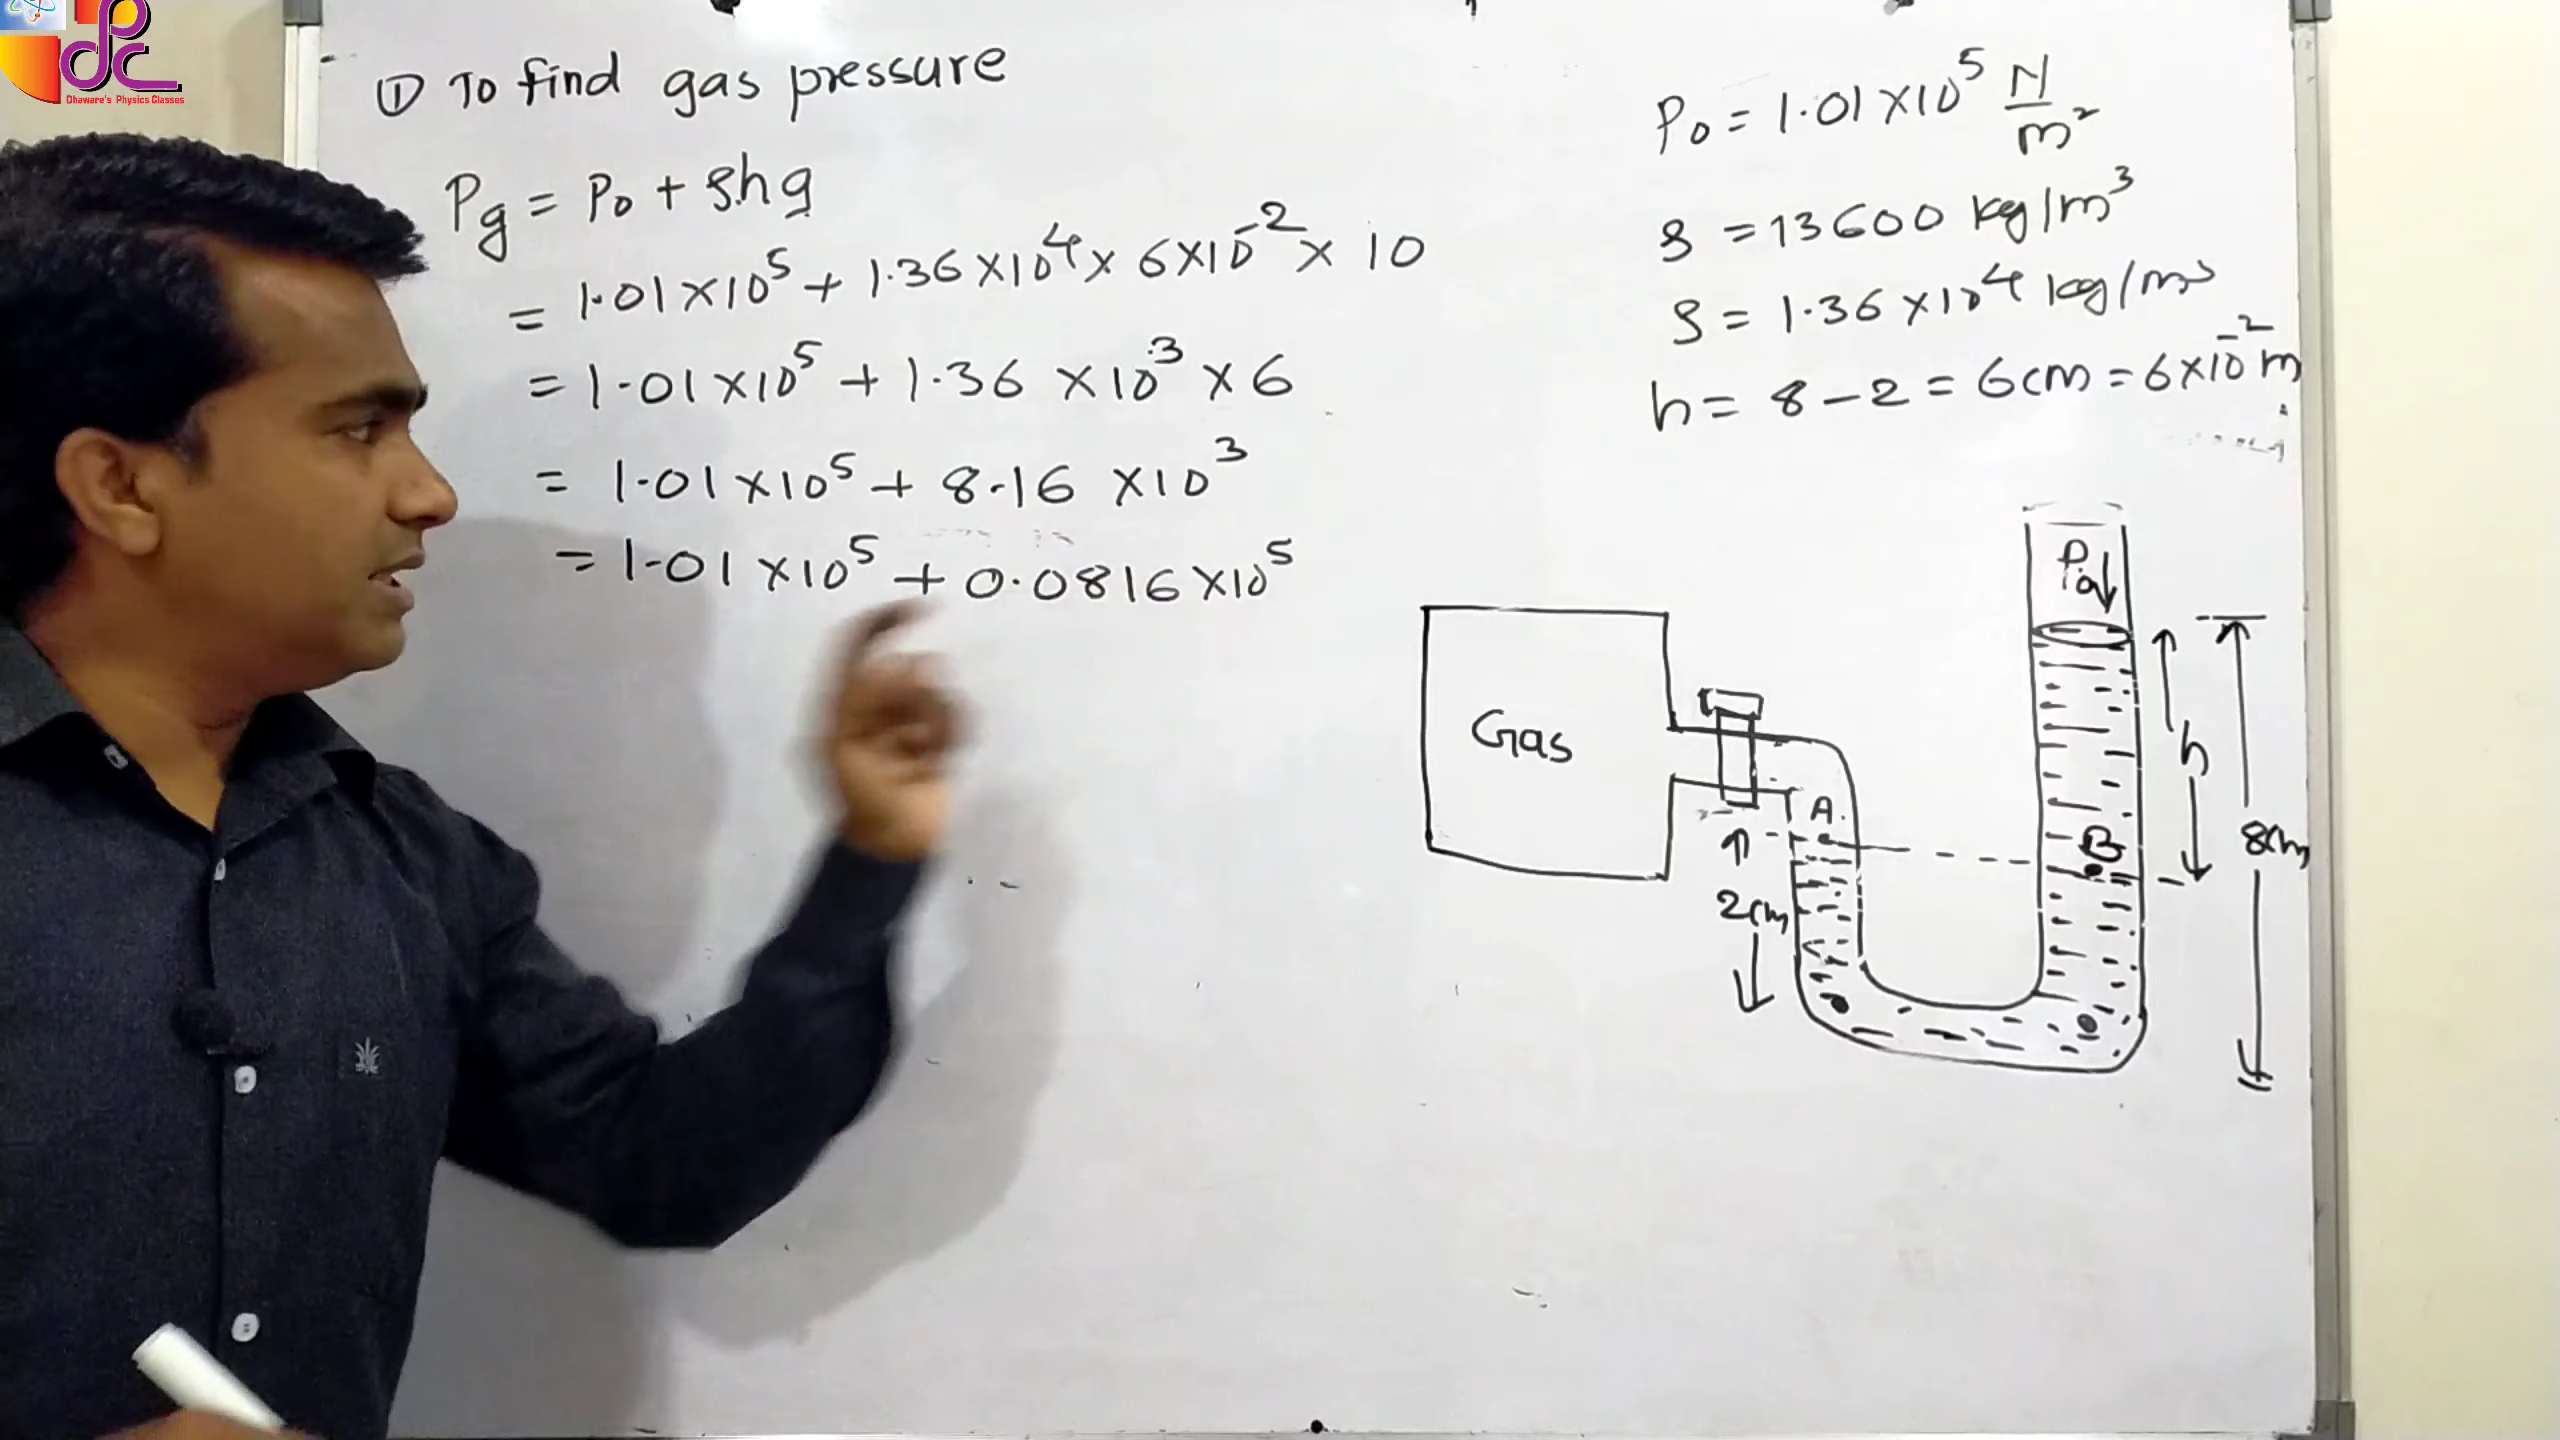 dpc
Dhaware's Physics Classes
① To find gas pressure
Pg = P0 + ρhg
= 1.01×10⁵ + 1.36×10⁴ × 6×10⁻² × 10
= 1.01×10⁵ + 1.36 ×10³ × 6
= 1.01×10⁵ + 8.16 ×10³
= 1.01×10⁵ + 0.0816×10⁵
P0 = 1.01×10⁵ N/m²
ρ = 13600 kg/m³
ρ = 1.36×10⁴ kg/m³
h = 8 - 2 = 6cm = 6×10⁻² m
Pa
Gas
h
A
B
8cm
2cm